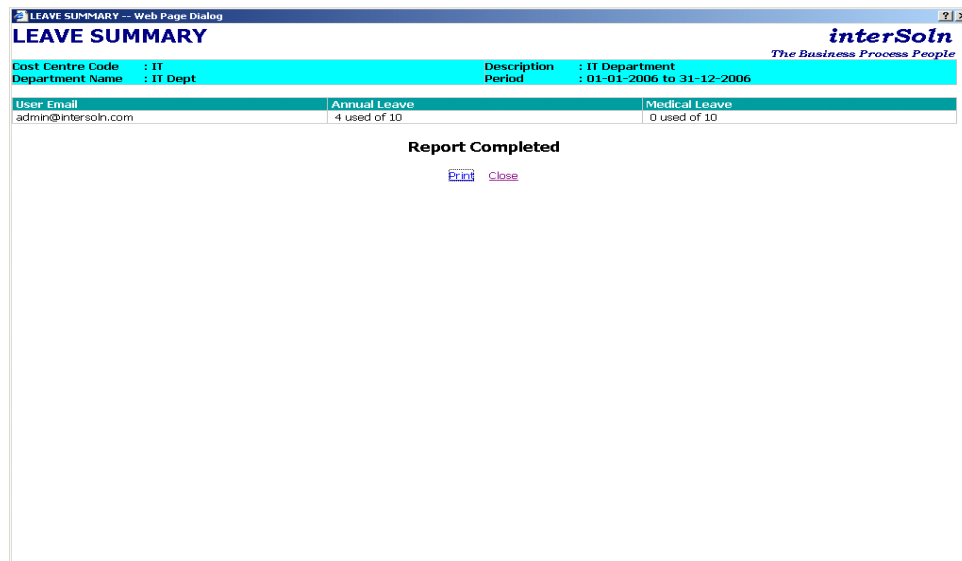 LEAVE SUMMARY -- Web Page Dialog
LEAVE SUMMARY interSoln
The Business Process People
Cost Centre Code : IT Description : IT Department
Department Name : IT Dept Period : 01-01-2006 to 31-12-2006
User Email Annual Leave Medical Leave
admin@intersoln.com 4 used of 10 0 used of 10
Report Completed
Print Close